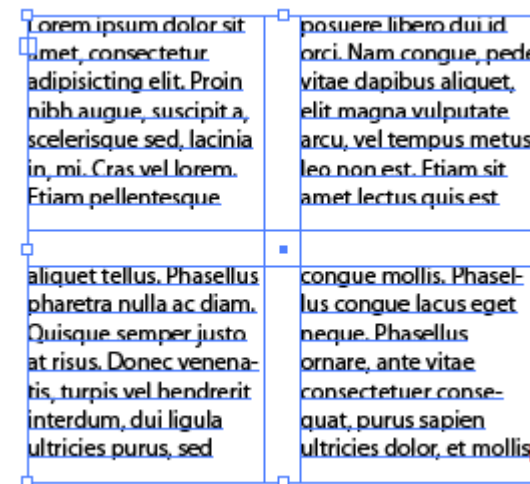 Lorem ipsum dolor sit
amet, consectetur
adipisicting elit. Proin
nibh augue, suscipit a,
scelerisque sed, lacinia
in, mi. Cras vel lorem.
Etiam pellentesque
aliquet tellus. Phasellus
pharetra nulla ac diam.
Quisque semper justo
at risus. Donec venena-
tis, turpis vel hendrerit
interdum, dui ligula
ultricies purus, sed
posuere libero dui id
orci. Nam congue, pede
vitae dapibus aliquet,
elit magna vulputate
arcu, vel tempus metus
leo non est. Etiam sit
amet lectus quis est
congue mollis. Phasel-
lus congue lacus eget
neque. Phasellus
ornare, ante vitae
consectetuer conse-
quat, purus sapien
ultricies dolor, et mollis